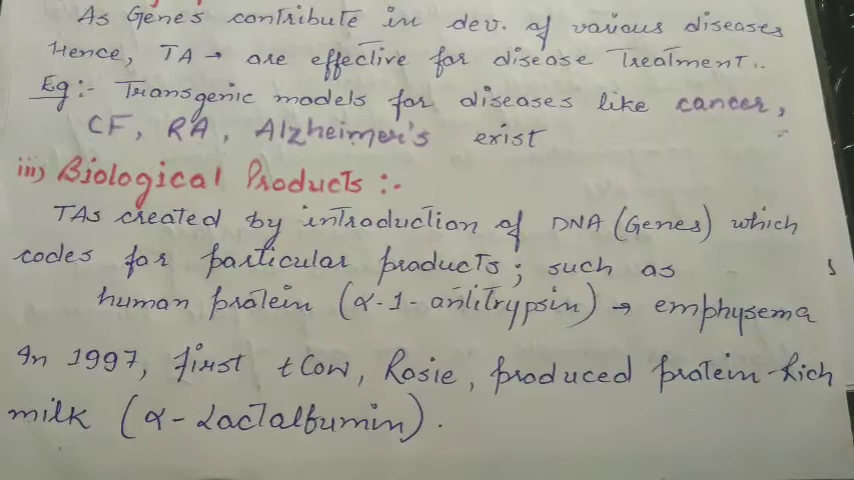 As Genes contribute in dev. of various diseases
Hence, TA → are effective for disease Treatment..
Eg:- Transgenic models for diseases like cancer,
CF, RA, Alzheimer's exist
iii) Biological Products :-
TAs created by introduction of DNA (Genes) which
codes for particular products; such as
human protein (α-1-antitrypsin) → emphysema
In 1997, first t Cow, Rosie, produced protein-Rich
milk (α-Lactalbumin).